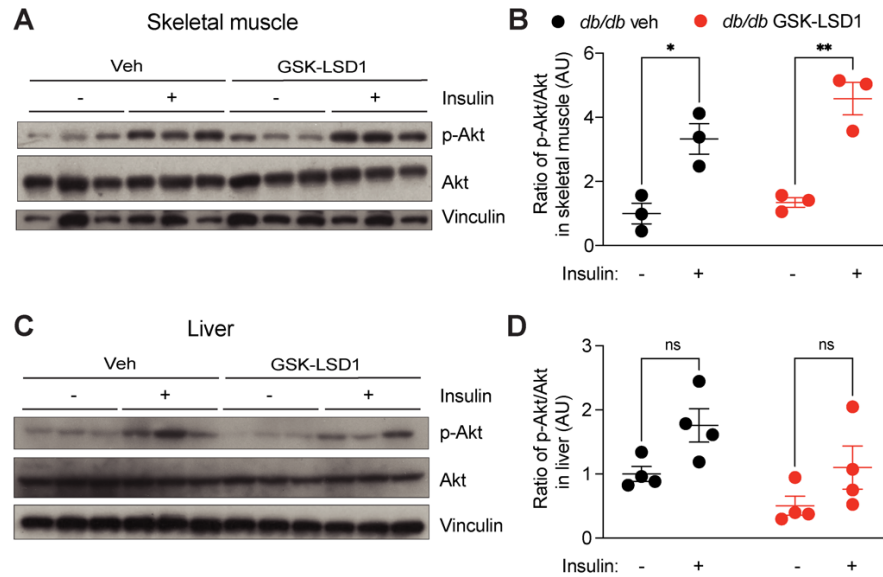 A
Skeletal muscle
Veh
GSK-LSD1
- + - + Insulin
p-Akt
Akt
Vinculin
B
db/db veh
db/db GSK-LSD1
* **
Ratio of p-Akt/Akt
in skeletal muscle (AU)
6
4
2
0
Insulin: - + - +
C
Liver
Veh
GSK-LSD1
Insulin
- + - +
p-Akt
Akt
Vinculin
D
ns ns
Ratio of p-Akt/Akt
in liver (AU)
3
2
1
0
Insulin: - + - +